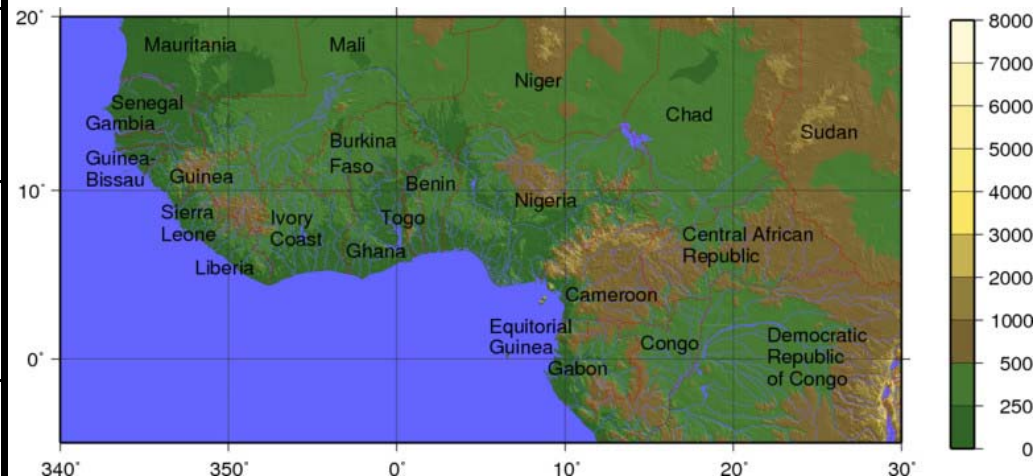 20°
10°
0°
Mauritania
Mali
Niger
Chad
Sudan
Senegal
Gambia
Guinea-
Bissau
Guinea
Burkina
Faso
Benin
Nigeria
Sierra
Leone
Ivory
Coast
Togo
Ghana
Liberia
Central African
Republic
Cameroon
Equitorial
Guinea
Gabon
Congo
Democratic
Republic
of Congo
340°
350°
0°
10°
20°
30°
8000
7000
6000
5000
4000
3000
2000
1000
500
250
0